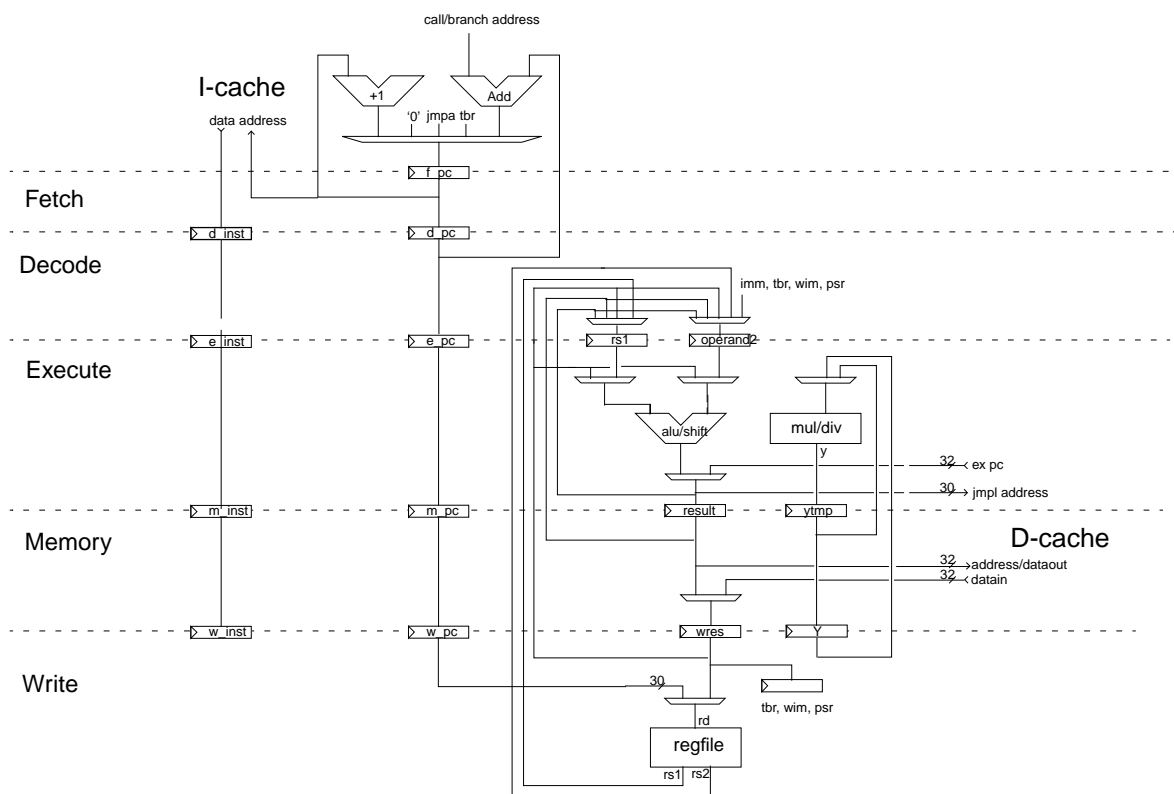 call/branch address
I-cache
+1
Add
data address
‘0’ jmpa tbr
f_pc
Fetch
d_inst
d_pc
Decode
imm, tbr, wim, psr
e_inst
e_pc
rs1
operand2
Execute
alu/shift
mul/div
y
32
ex pc
30
jmpl address
m_inst
m_pc
result
ytmp
Memory
D-cache
32
address/dataout
32
datain
w_inst
w_pc
wres
Y
Write
30
tbr, wim, psr
rd
regfile
rs1
rs2